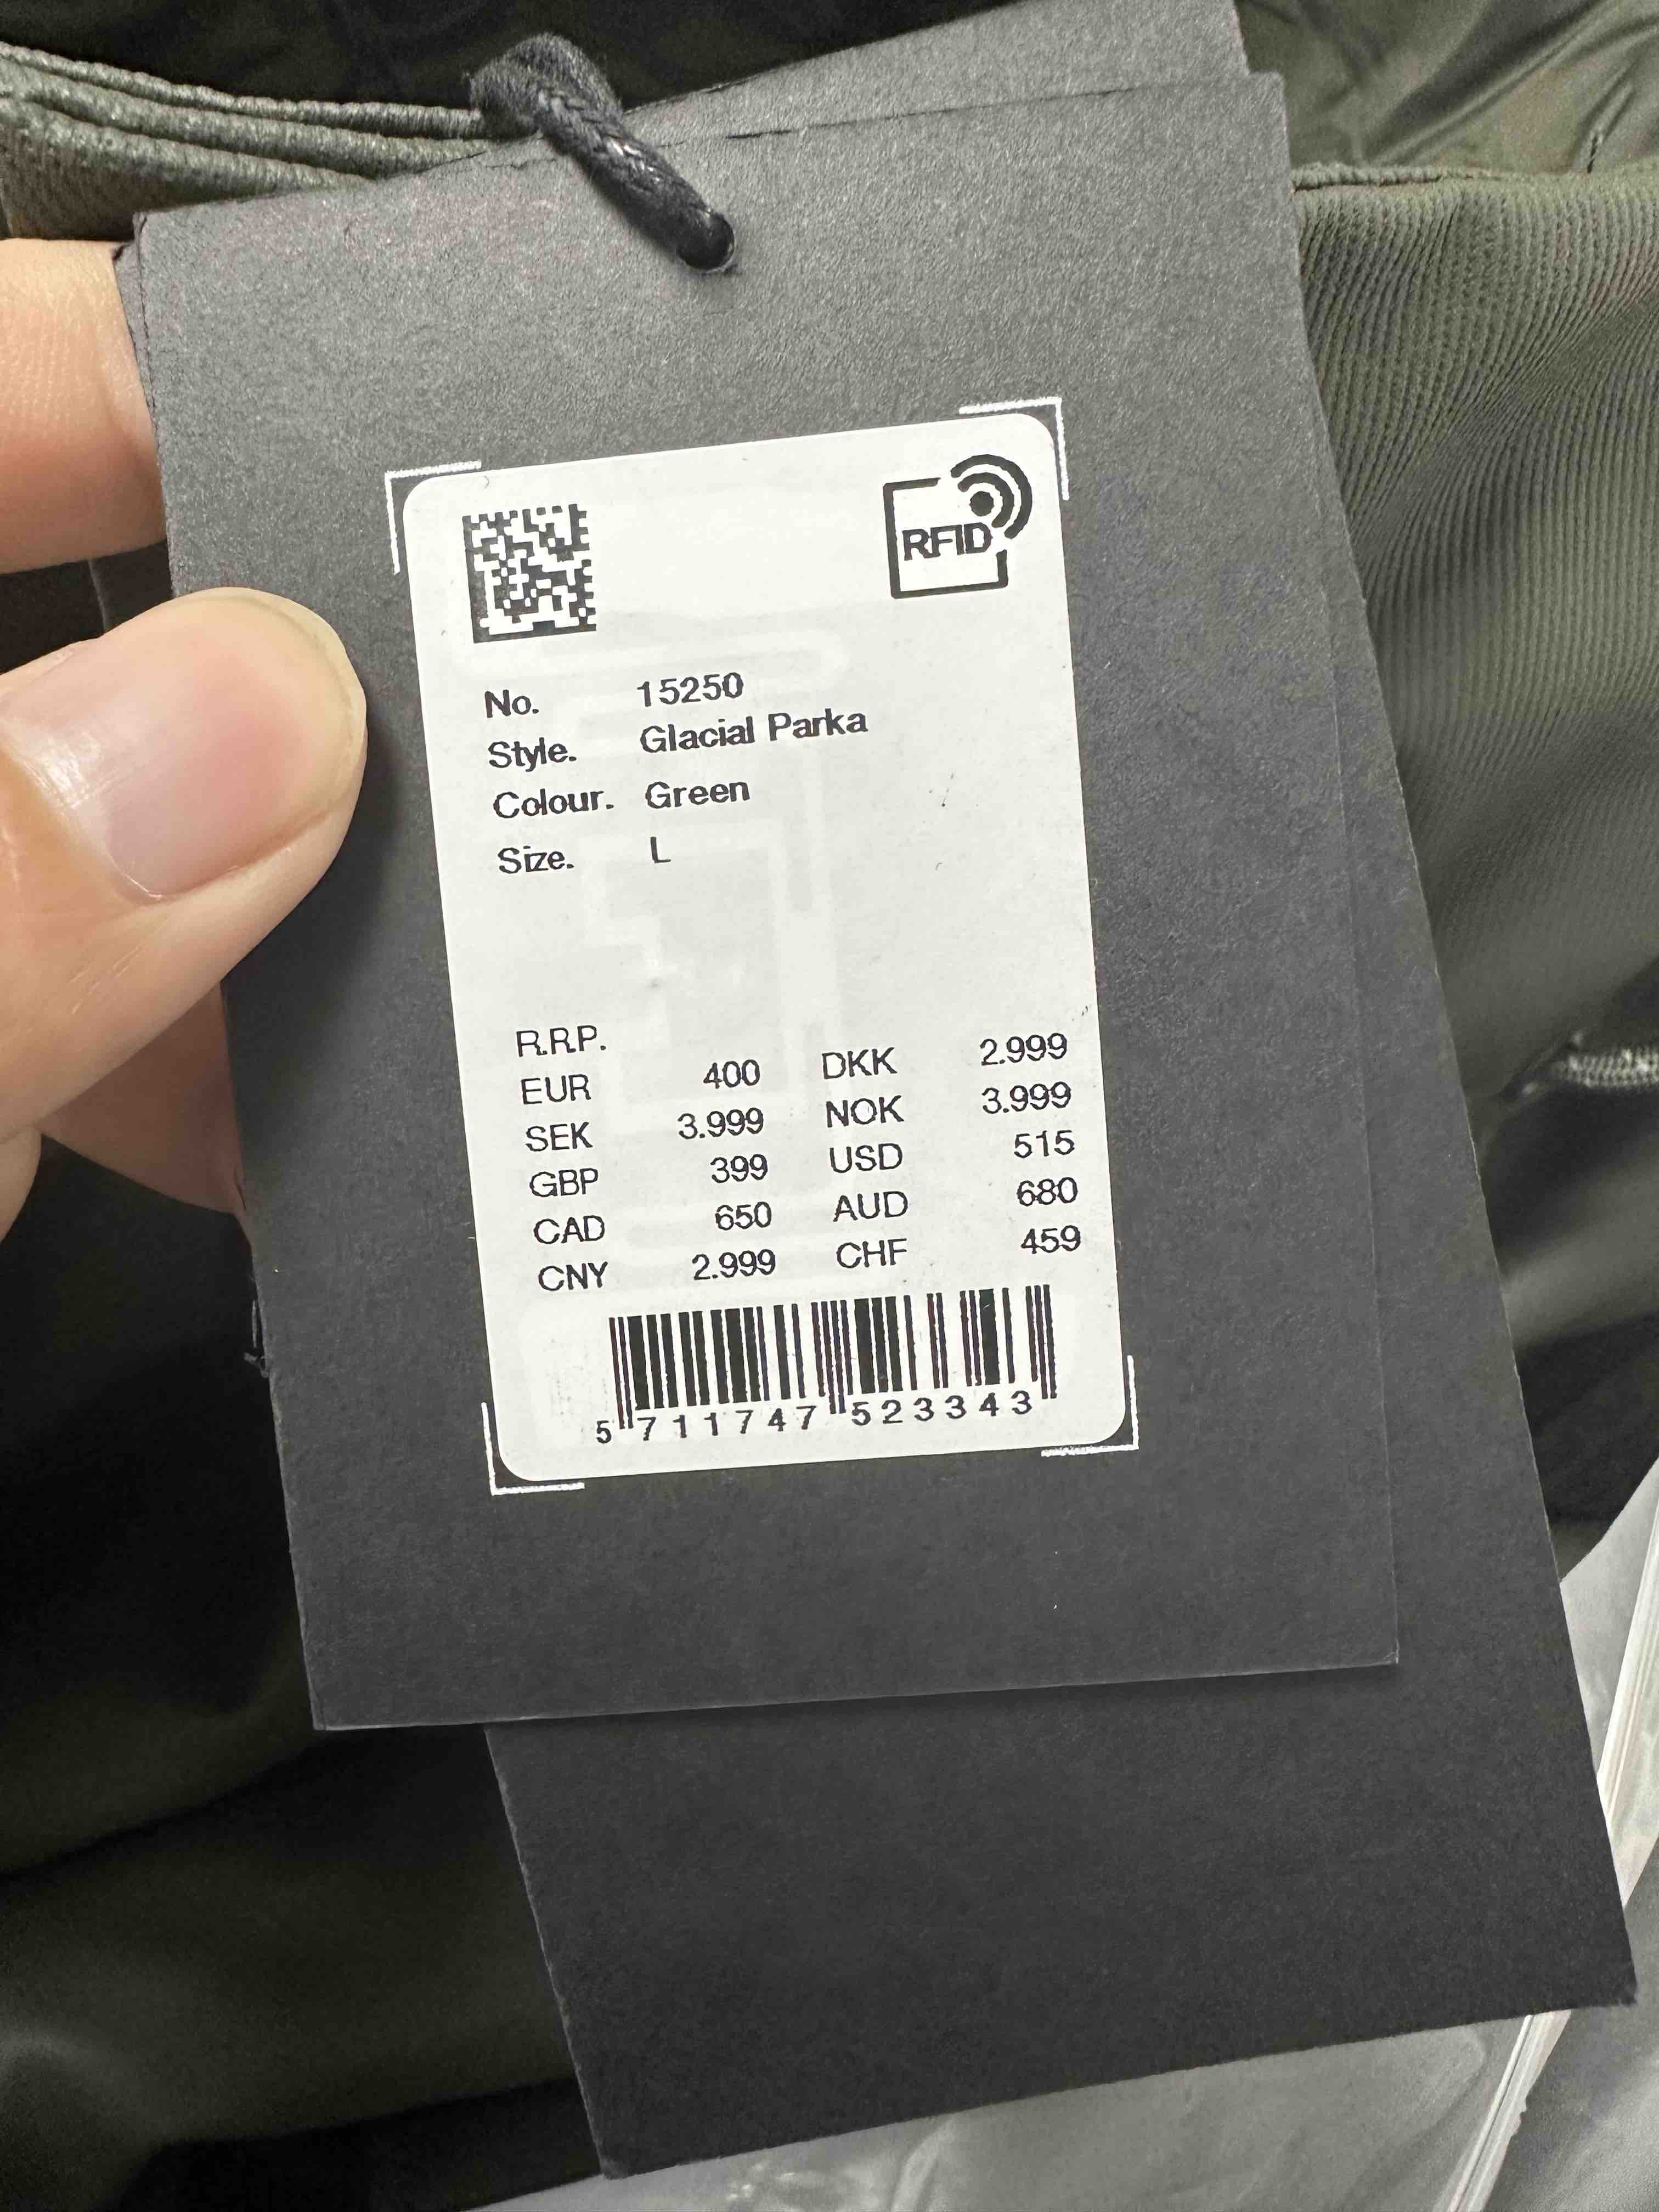 RFID
No. 15250
Style. Glacial Parka
Colour. Green
Size. L
R.R.P.
EUR 400 DKK 2.999
SEK 3.999 NOK 3.999
GBP 399 USD 515
CAD 650 AUD 680
CNY 2.999 CHF 459
5 711747 523343